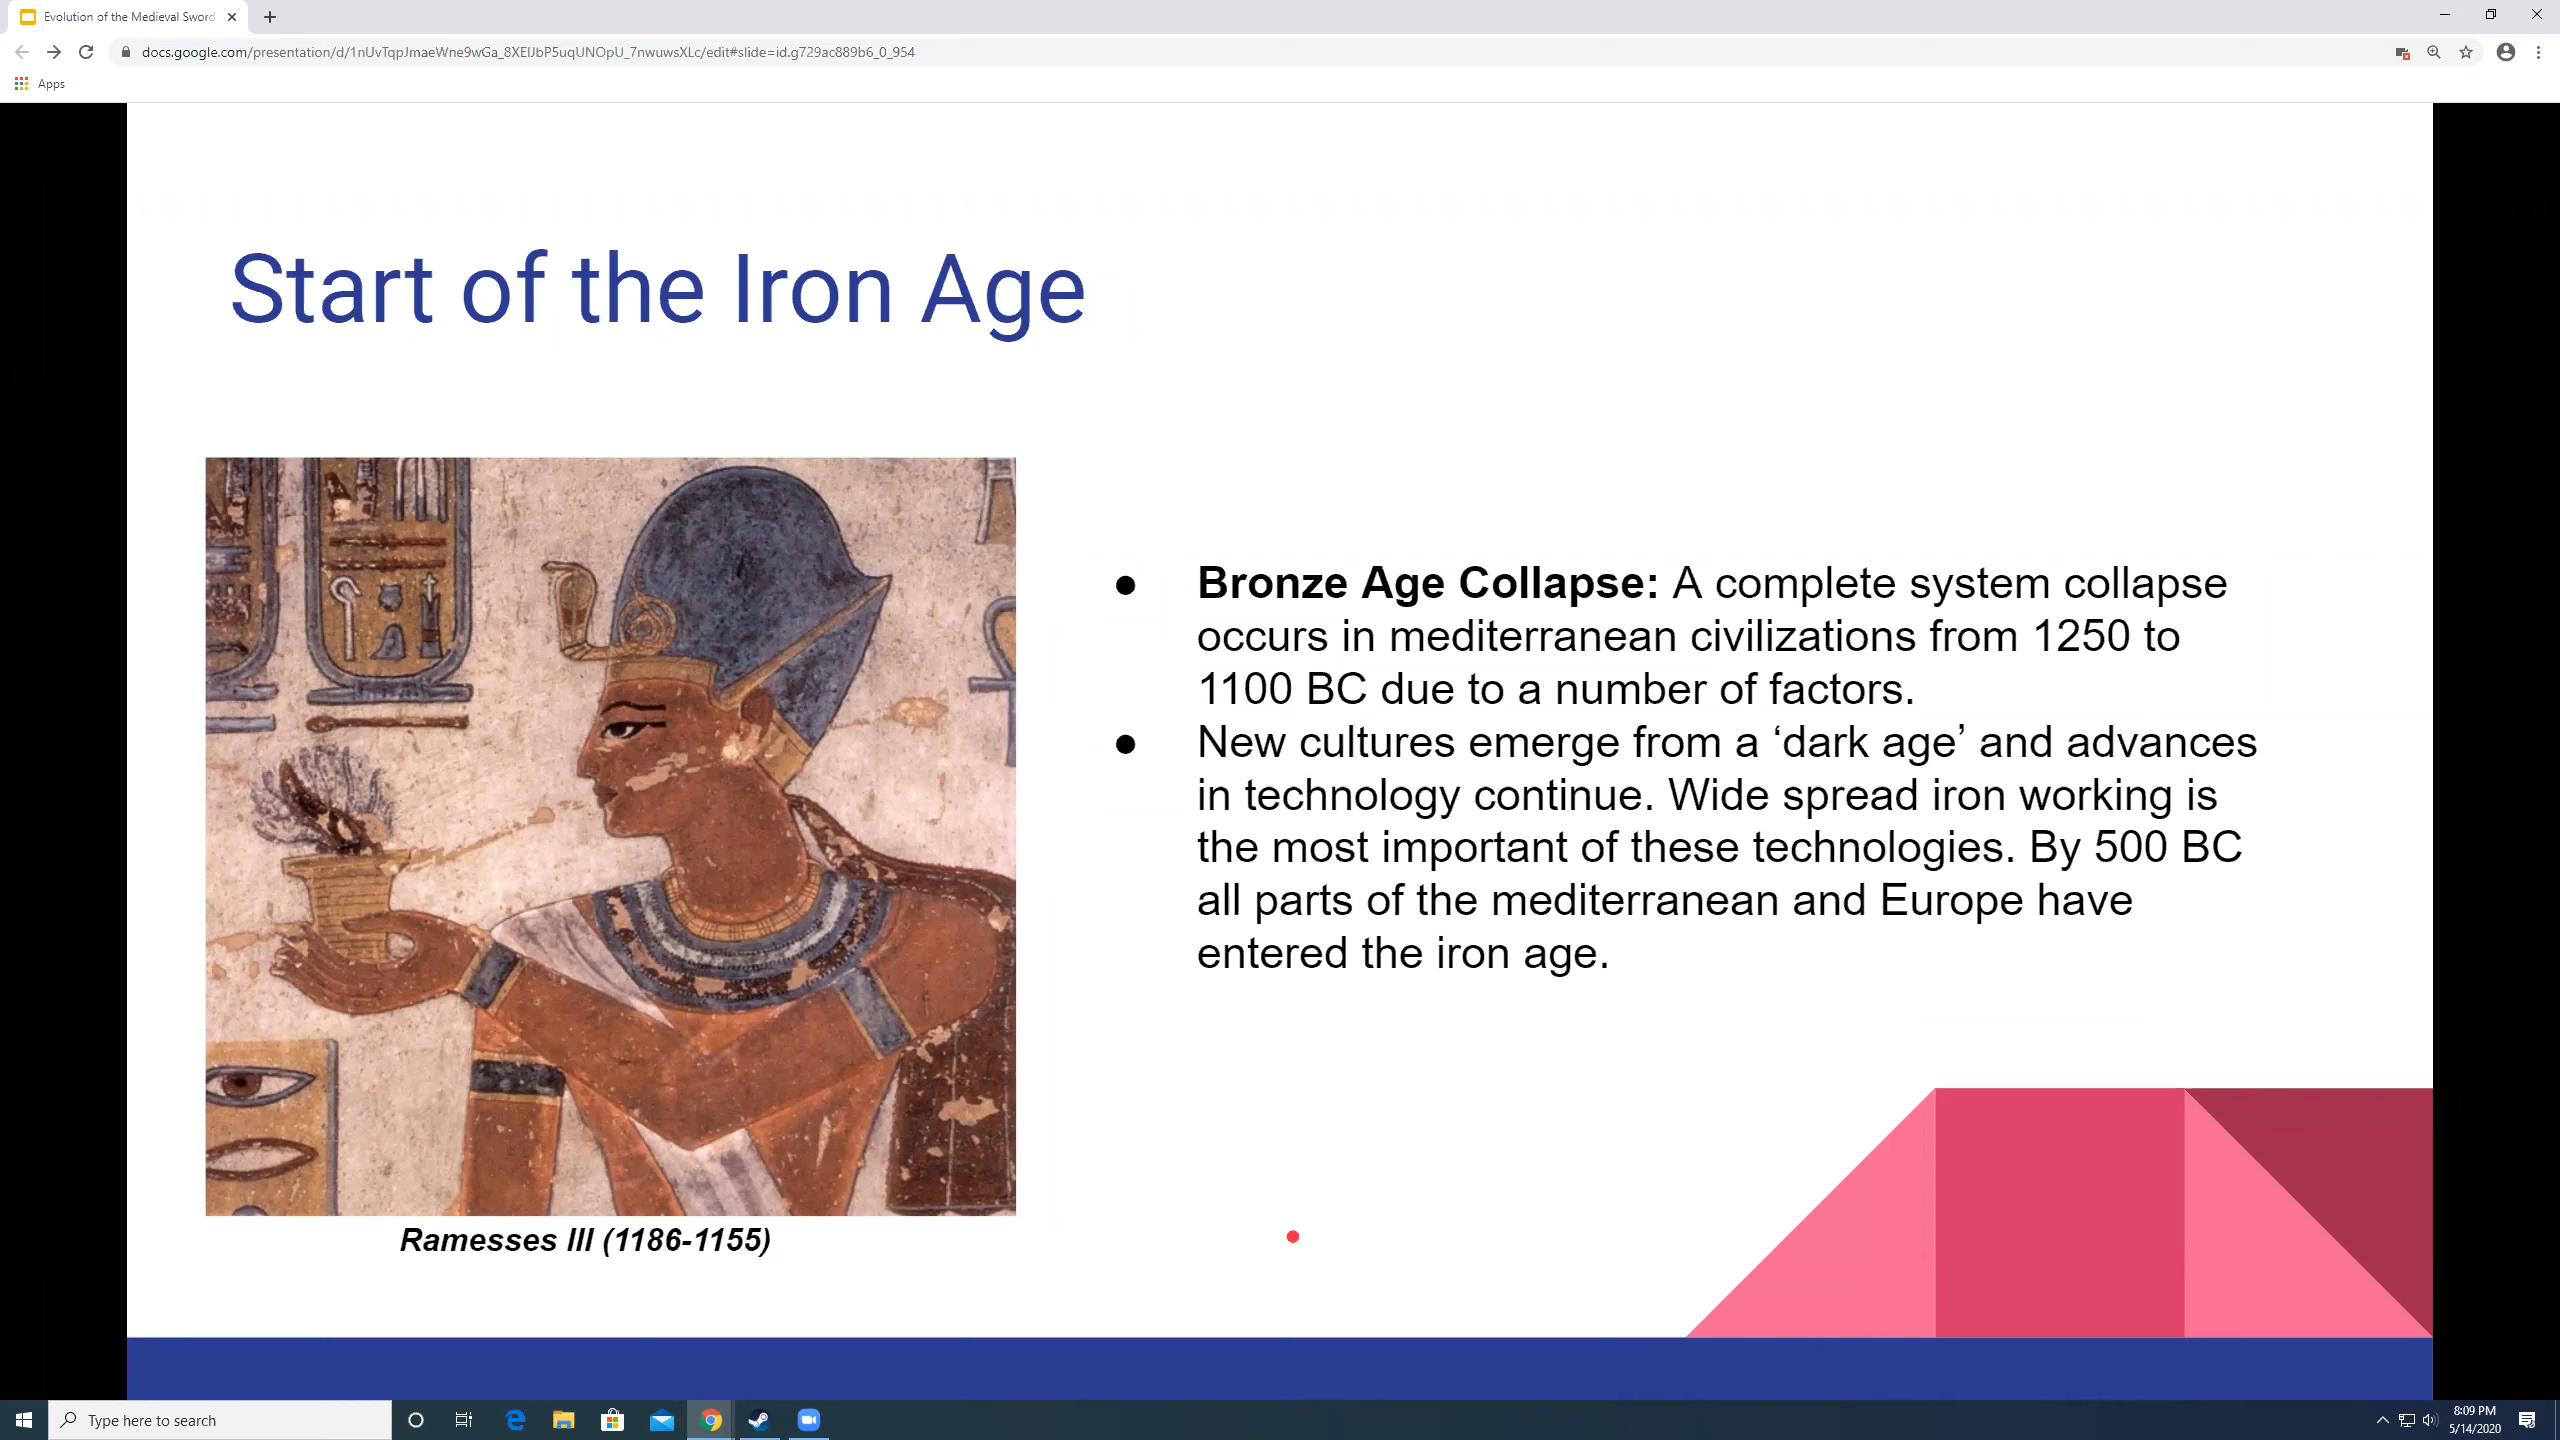 Evolution of the Medieval Sword
docs.google.com/presentation/d/1nUvTqpJmaeWne9wGa_8XElJbP5uqUNOpU_7nwuwsXLc/edit#slide=id.g729ac889b6_0_954
Apps
Start of the Iron Age
● Bronze Age Collapse: A complete system collapse
occurs in mediterranean civilizations from 1250 to
1100 BC due to a number of factors.
● New cultures emerge from a ‘dark age’ and advances
in technology continue. Wide spread iron working is
the most important of these technologies. By 500 BC
all parts of the mediterranean and Europe have
entered the iron age.
Ramesses III (1186-1155)
Type here to search
8:09 PM
5/14/2020